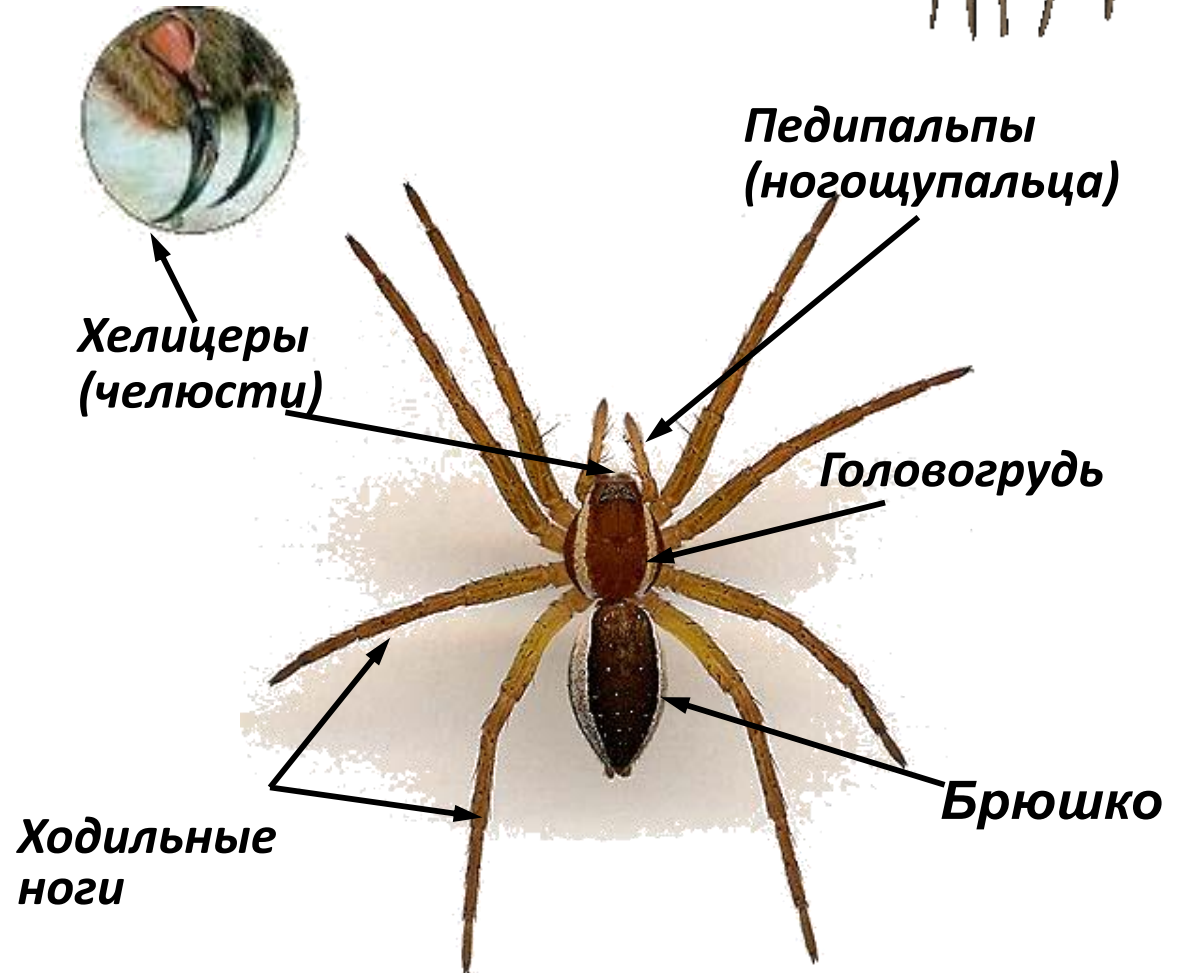 Педипальпы
(ногощупальца)
Хелицеры
(челюсти)
Головогрудь
Брюшко
Ходильные
ноги